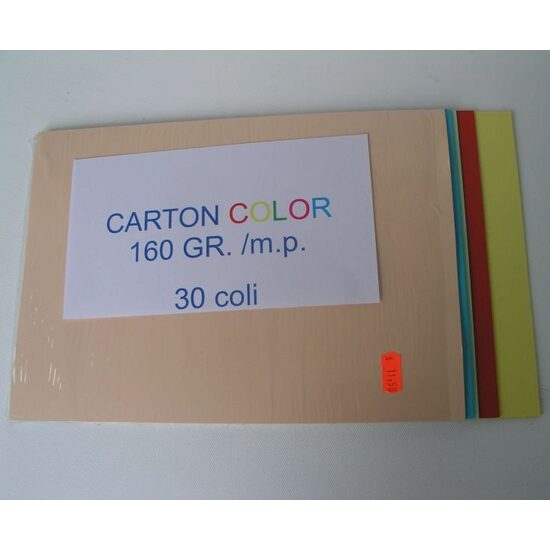 CARTON COLOR
160 GR. /m.p.
30 coli